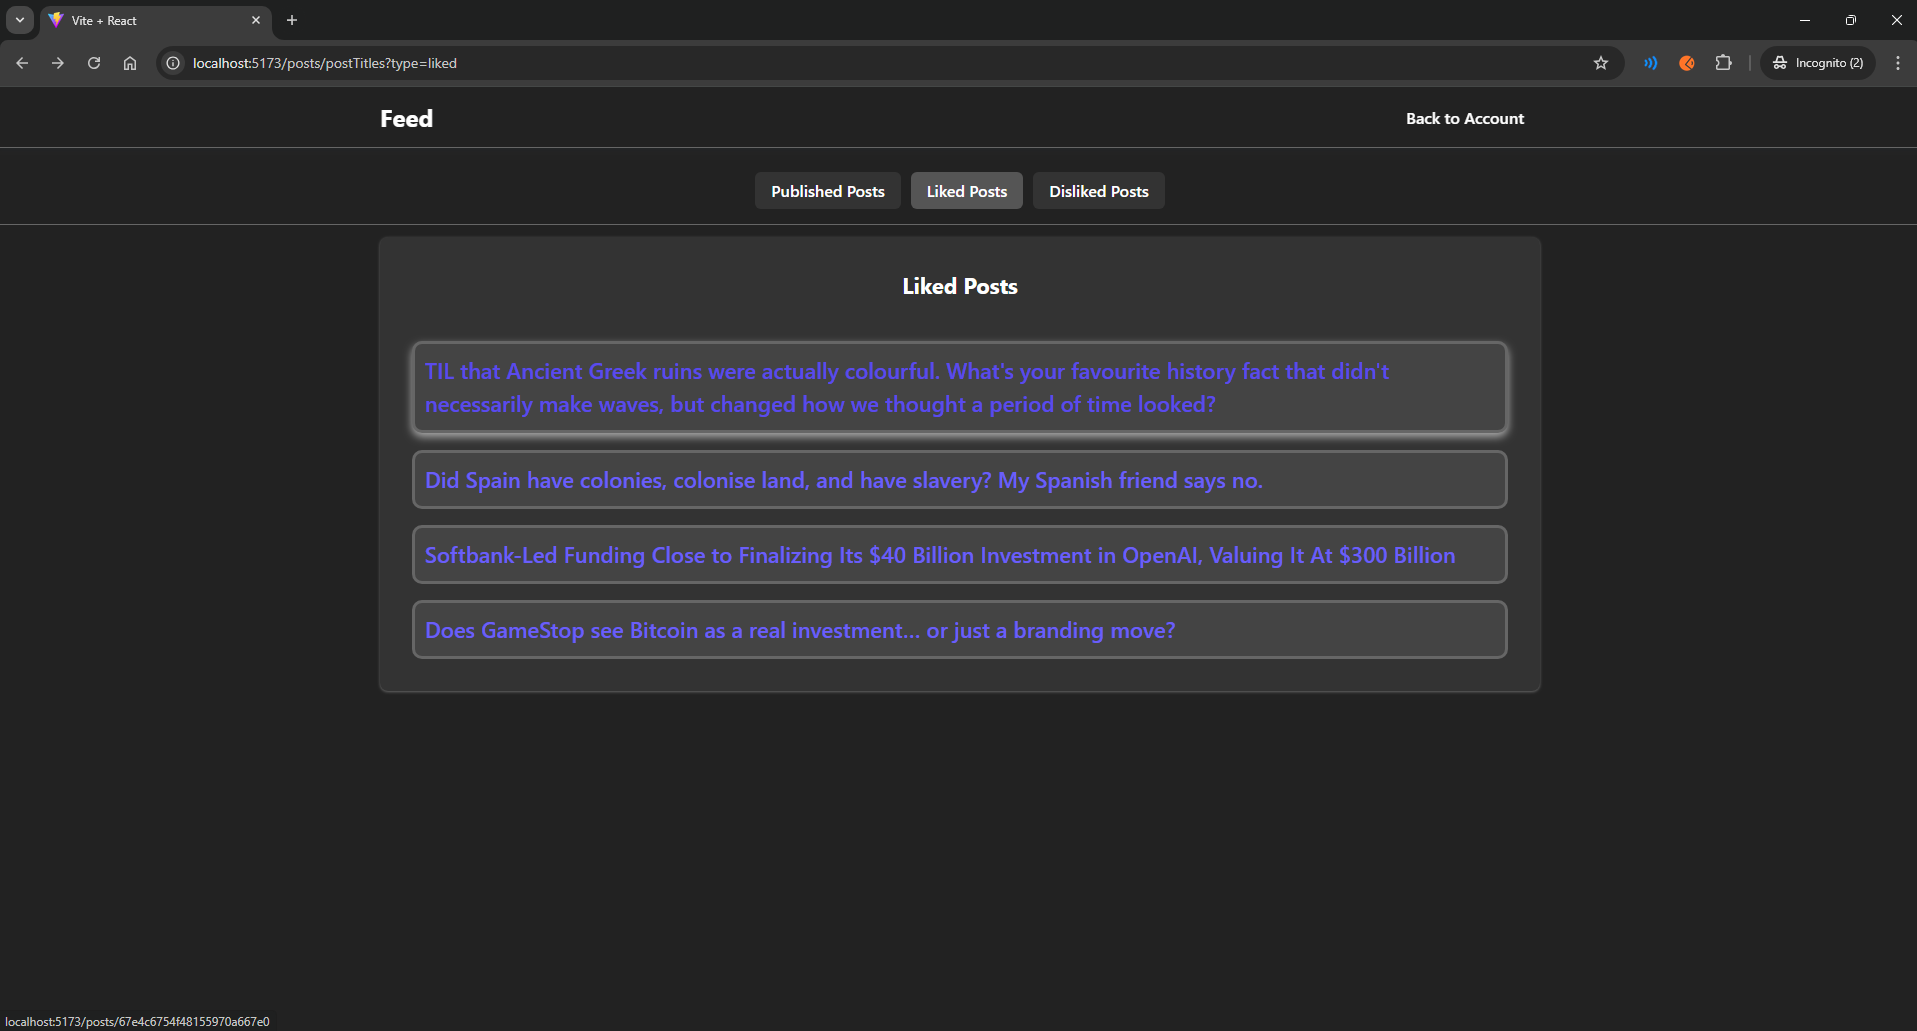 Vite + React
localhost:5173/posts/postTitles?type=liked
Incognito (2)
Feed
Back to Account
Published Posts
Liked Posts
Disliked Posts
Liked Posts
TIL that Ancient Greek ruins were actually colourful. What's your favourite history fact that didn't
necessarily make waves, but changed how we thought a period of time looked?
Did Spain have colonies, colonise land, and have slavery? My Spanish friend says no.
Softbank-Led Funding Close to Finalizing Its $40 Billion Investment in OpenAI, Valuing It At $300 Billion
Does GameStop see Bitcoin as a real investment... or just a branding move?
localhost:5173/posts/67e4c6754f48155970a667e0